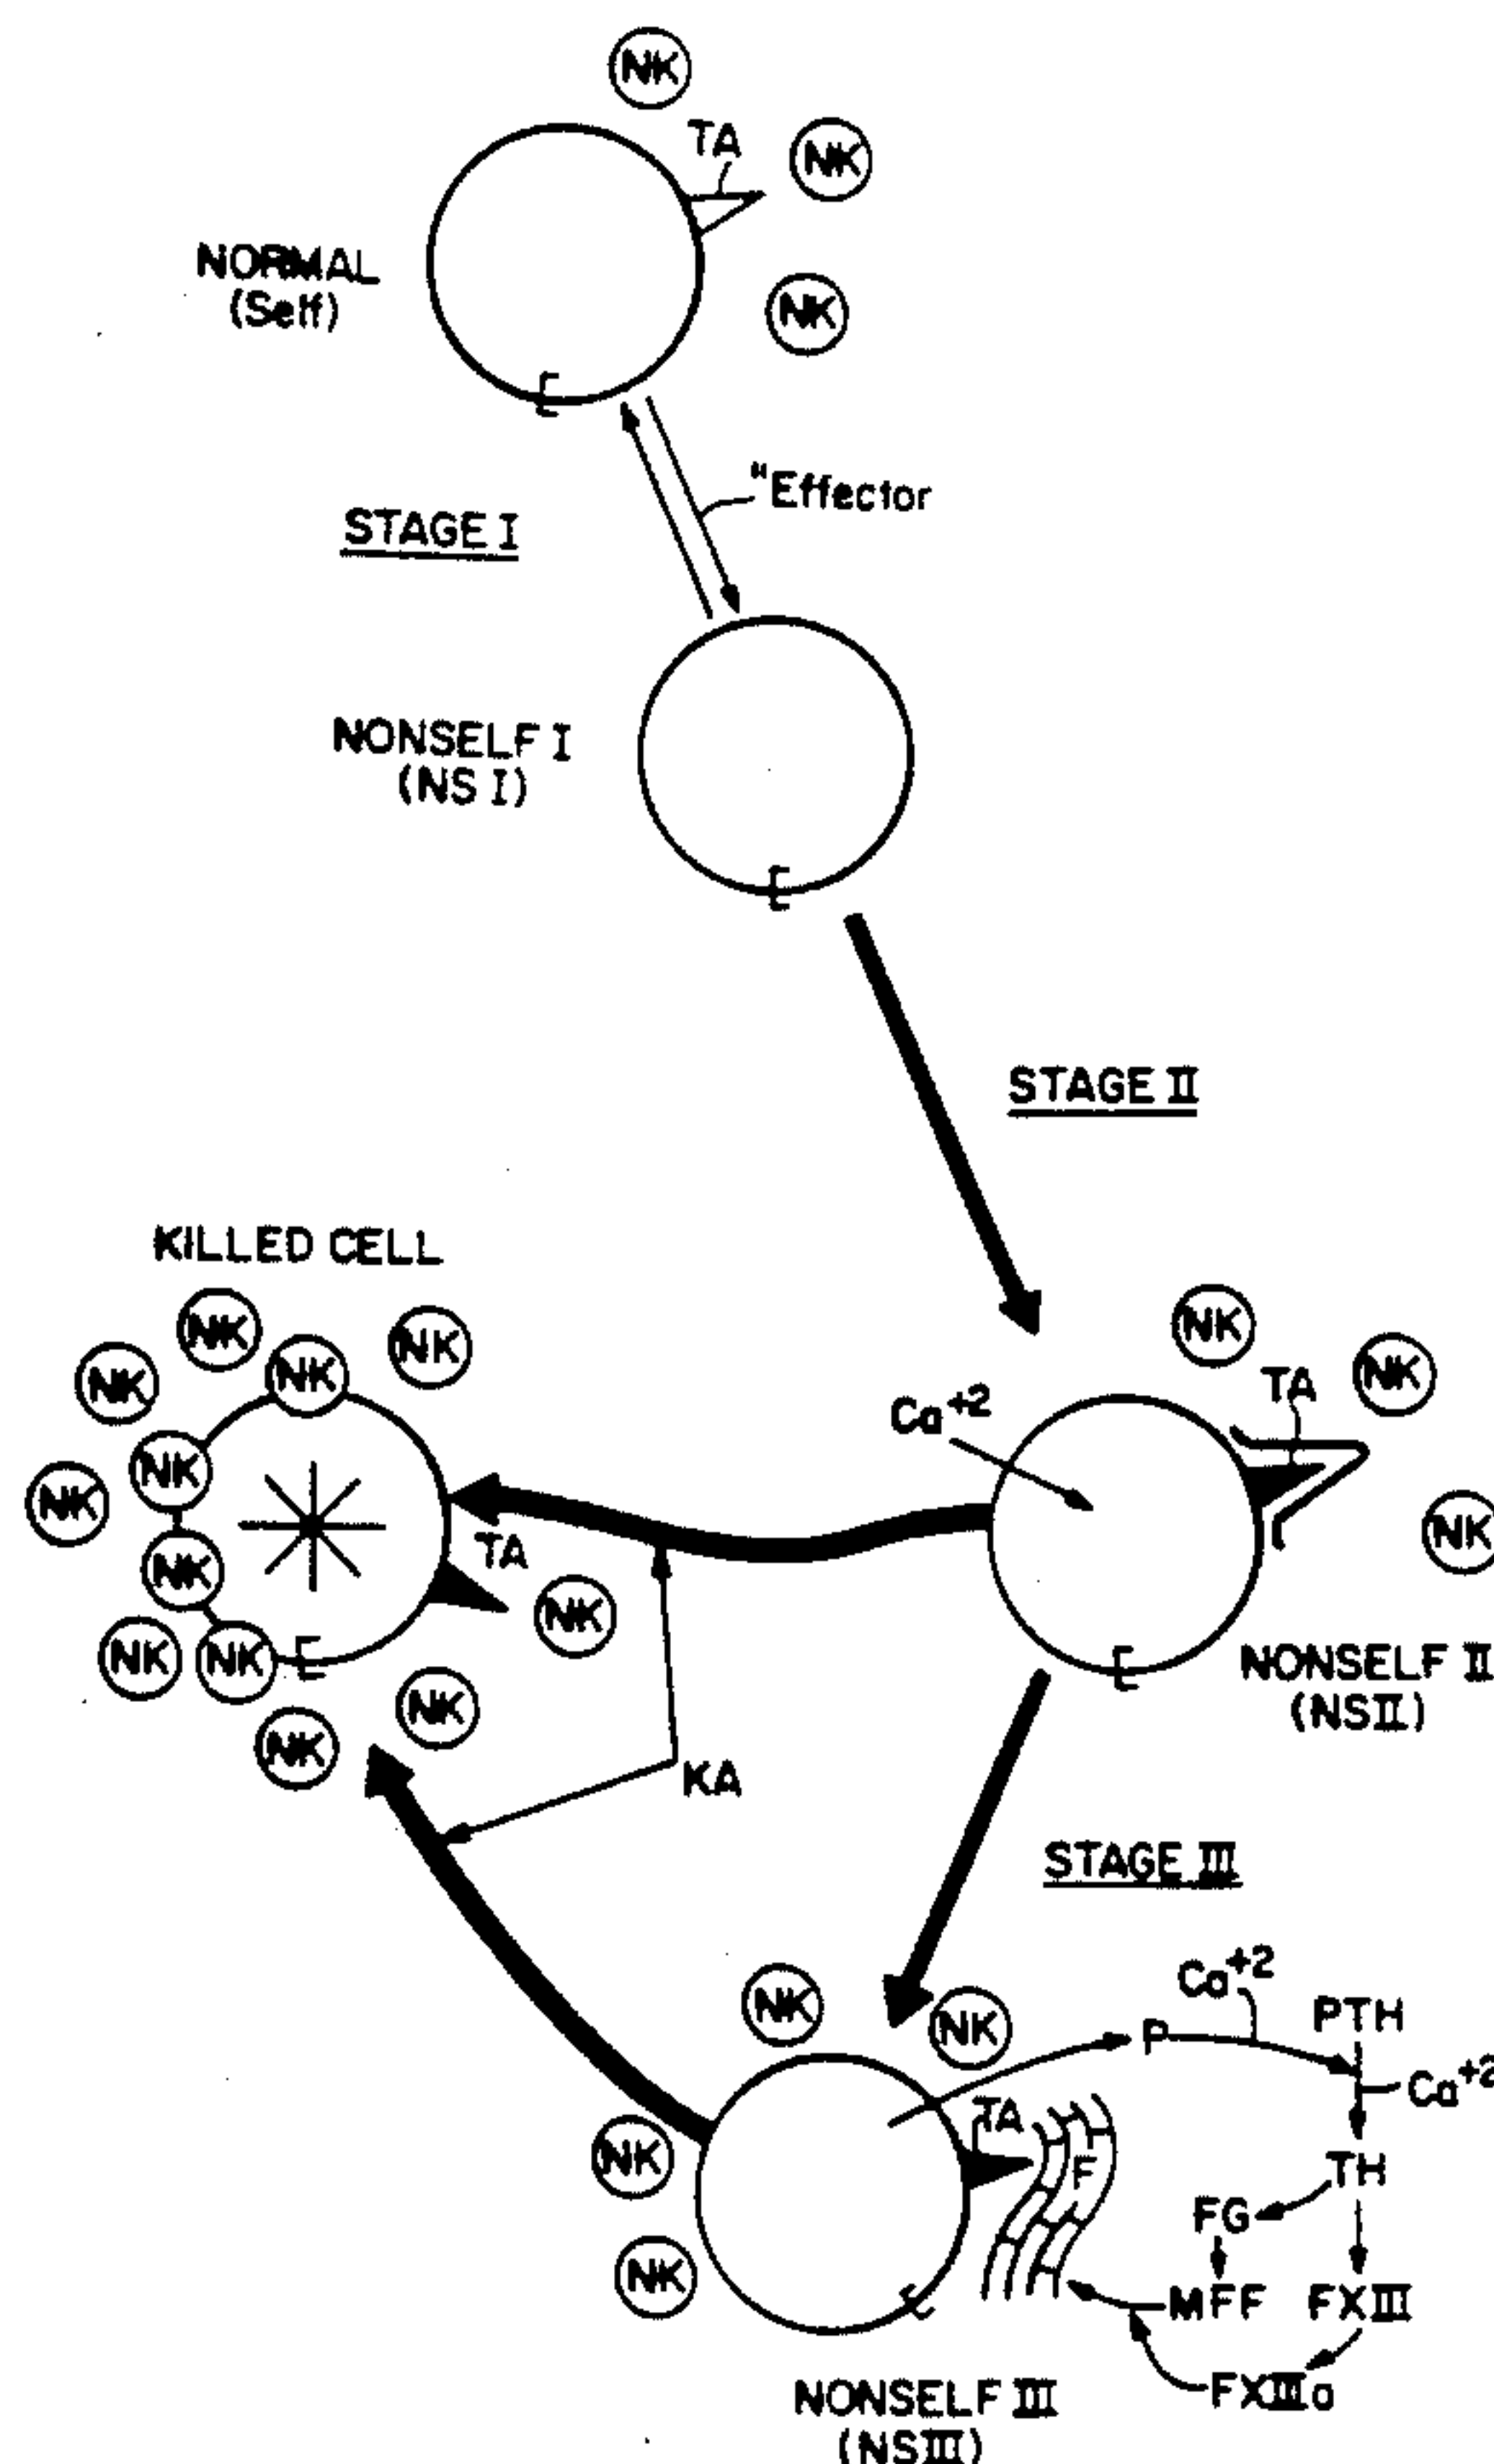 NK
TA
NK
NORMAL
(Self)
NK
"Effector
STAGE I
NONSELF I
(NS I)
STAGE II
KILLED CELL
NK
NK
NK
NK
NK
NK
NK
NK
NK
NK
NK
NK
NK
TA
Ca+2
NK
TA
NK
NK
NONSELF II
(NSII)
KA
STAGE III
NK
NK
NK
NK
TA
F
P
Ca+2
PTH
Ca+2
TH
FG
MFF
FXIII
FXIIIa
NONSELF III
(NSIII)